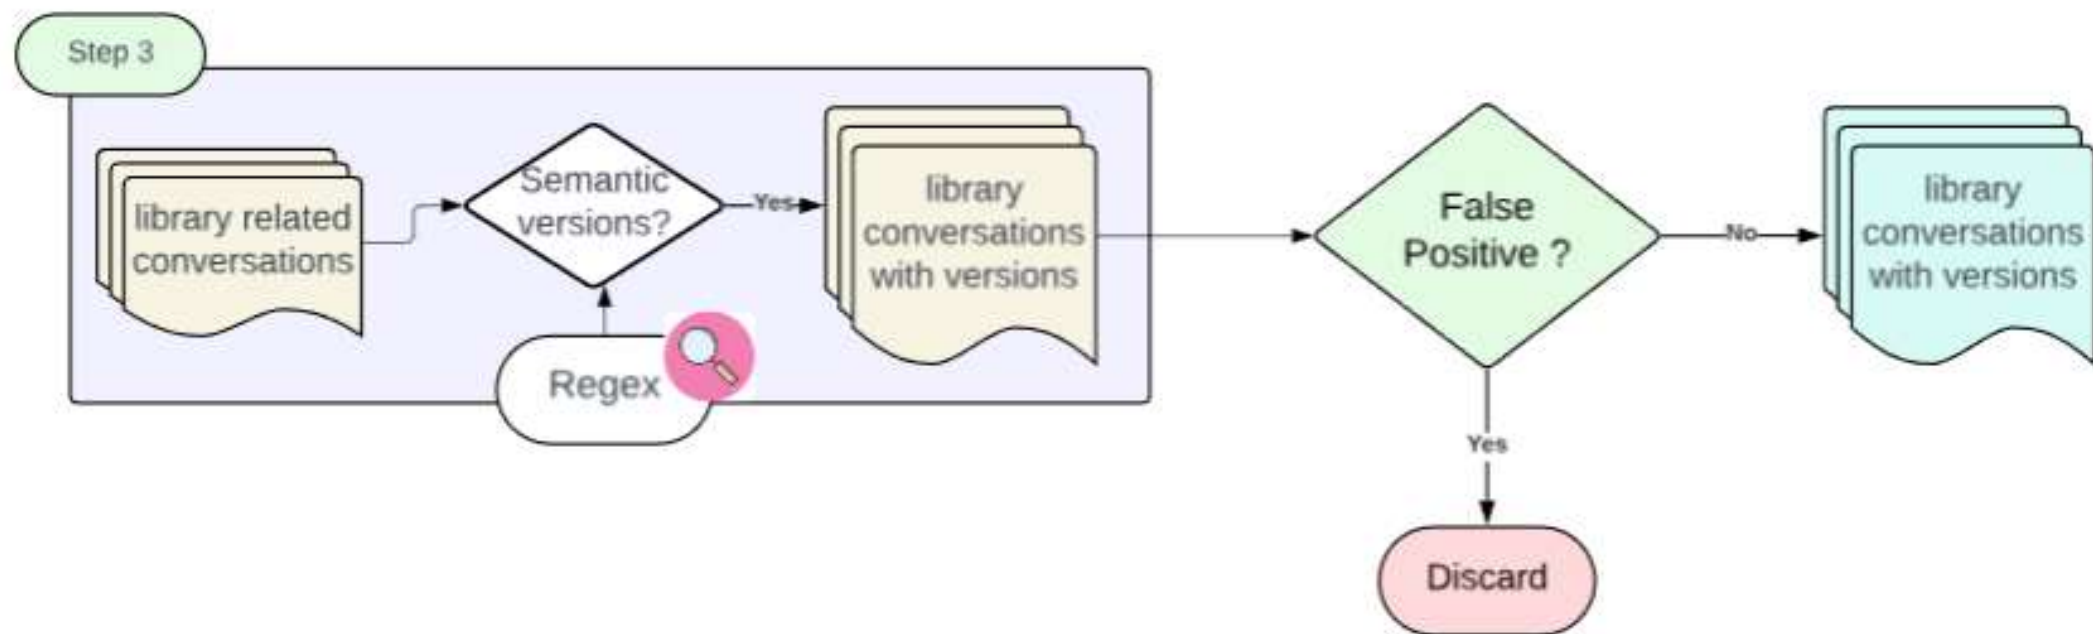 Step 3
library related
conversations
Semantic
versions?
Yes
Regex
library
conversations
with versions
False
Positive ?
No
library
conversations
with versions
Yes
Discard